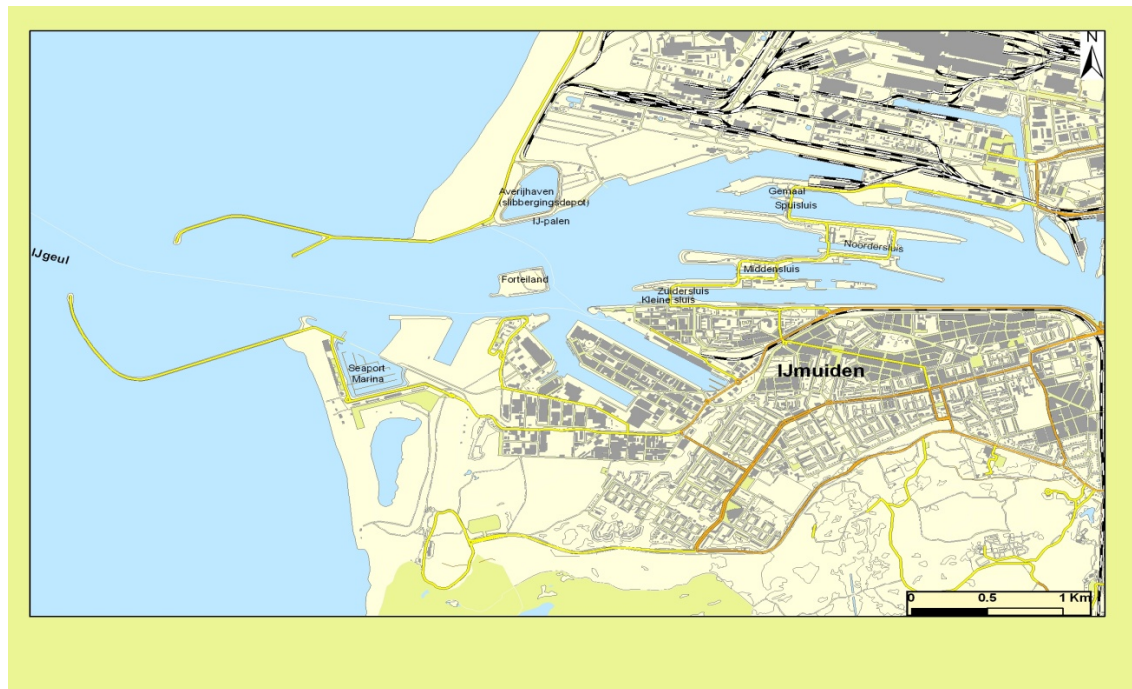 N
Averijhaven
(slibbergingsdepot)
IJ-palen
Gemaal
Spuisluis
Noordersluis
IJgeul
Middensluis
Forteiland
Zuidersluis
Kleine sluis
Seaport
Marina
IJmuiden
0 0.5 1 Km